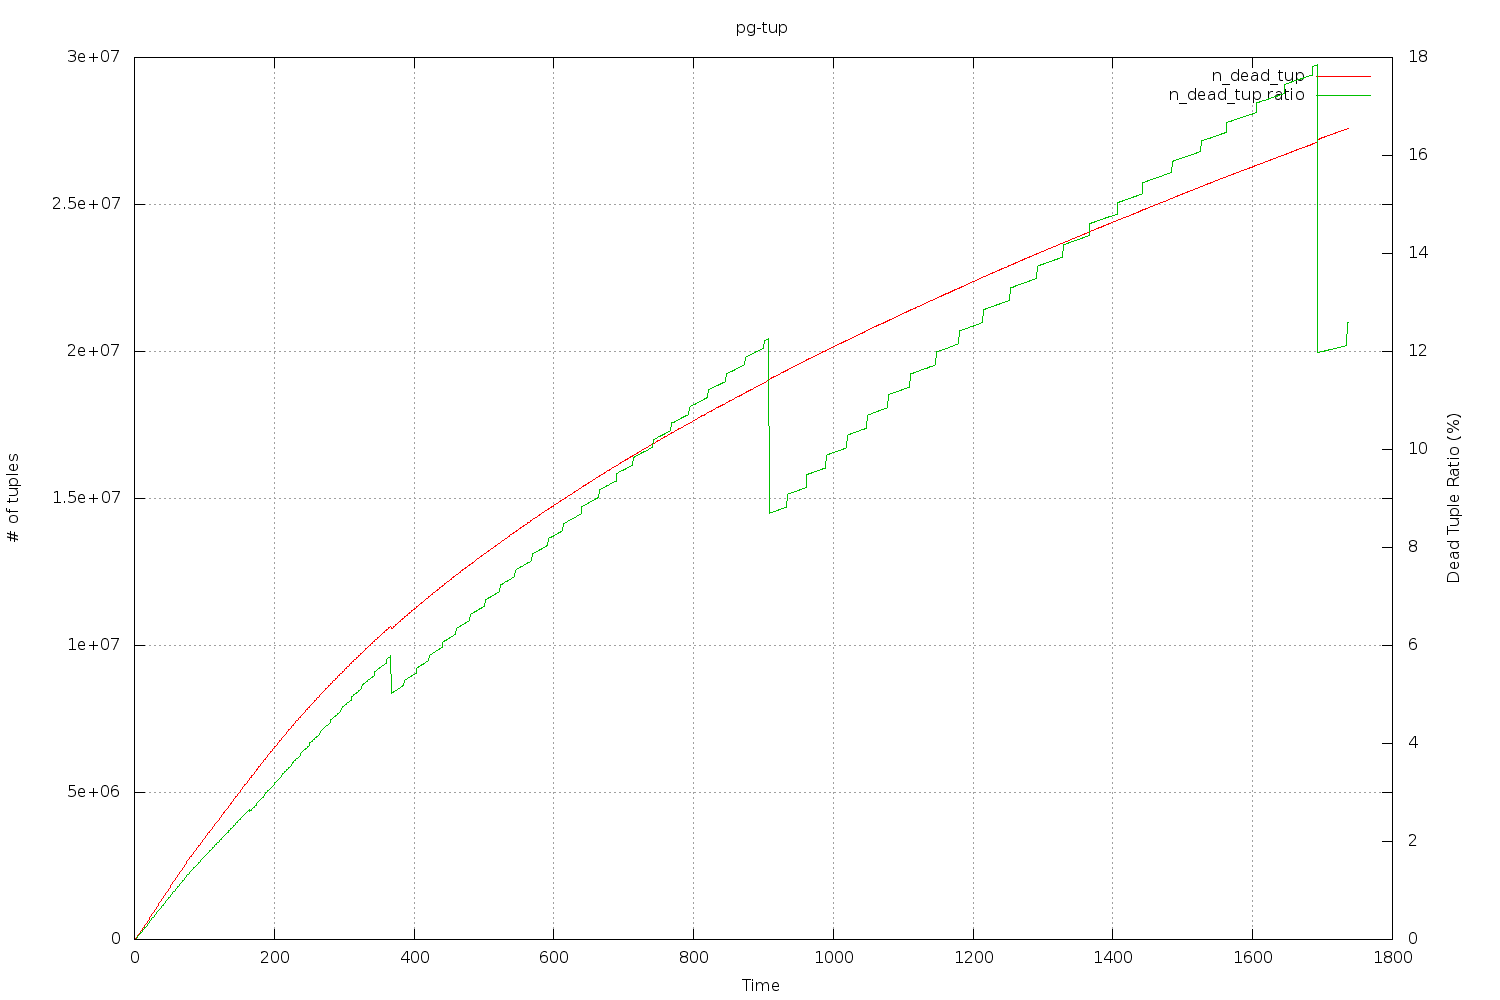 pg-tup
n_dead_tup
n_dead_tup ratio
3e+07
2.5e+07
2e+07
1.5e+07
1e+07
5e+06
0
18
16
14
12
10
8
6
4
2
0
# of tuples
Dead Tuple Ratio (%)
0 200 400 600 800 1000 1200 1400 1600 1800
Time